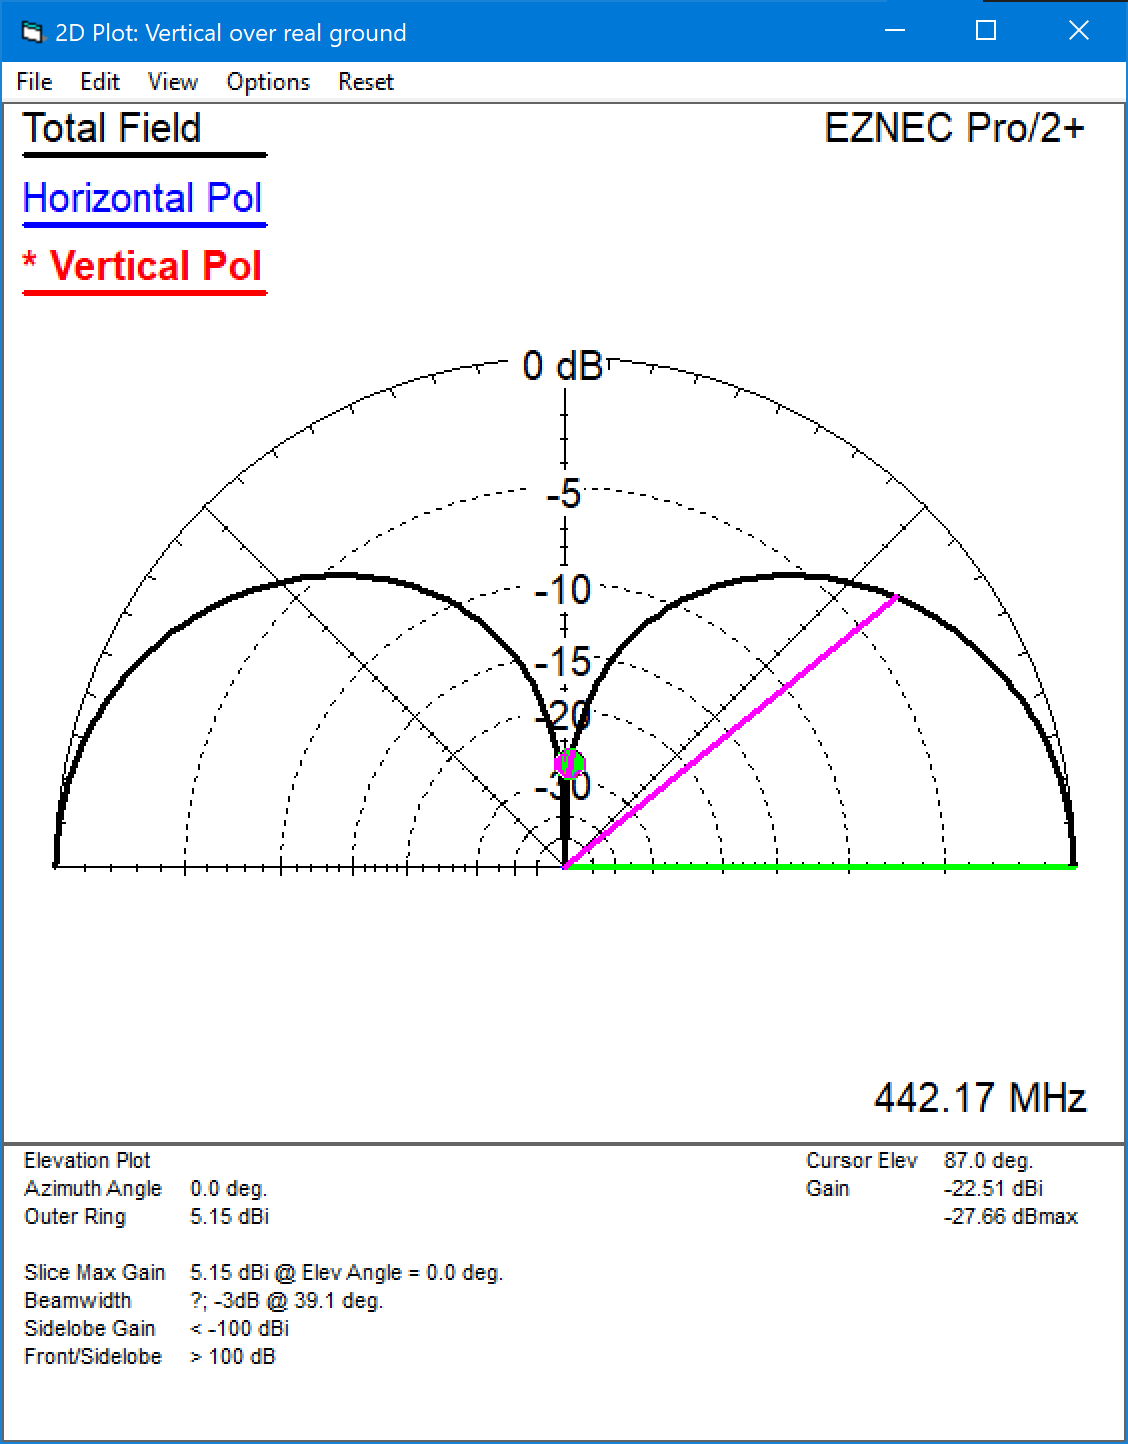 2D Plot: Vertical over real ground
File Edit View Options Reset
Total Field
EZNEC Pro/2+
Horizontal Pol
* Vertical Pol
0 dB
-5
-10
-15
-20
-30
442.17 MHz
Elevation Plot
Cursor Elev 87.0 deg.
Azimuth Angle 0.0 deg.
Gain -22.51 dBi
Outer Ring 5.15 dBi
-27.66 dBmax
Slice Max Gain 5.15 dBi @ Elev Angle = 0.0 deg.
Beamwidth ?; -3dB @ 39.1 deg.
Sidelobe Gain < -100 dBi
Front/Sidelobe > 100 dB